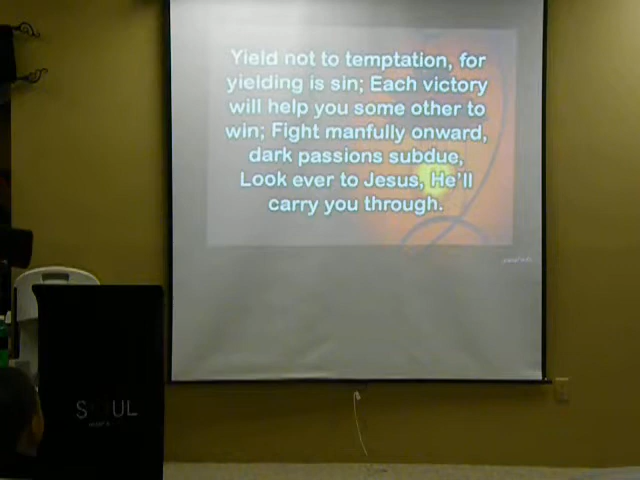 Yield not to temptation, for
yielding is sin; Each victory
will help you some other to
win; Fight manfully onward,
dark passions subdue,
Look ever to Jesus, He'll
carry you through.
SOUL